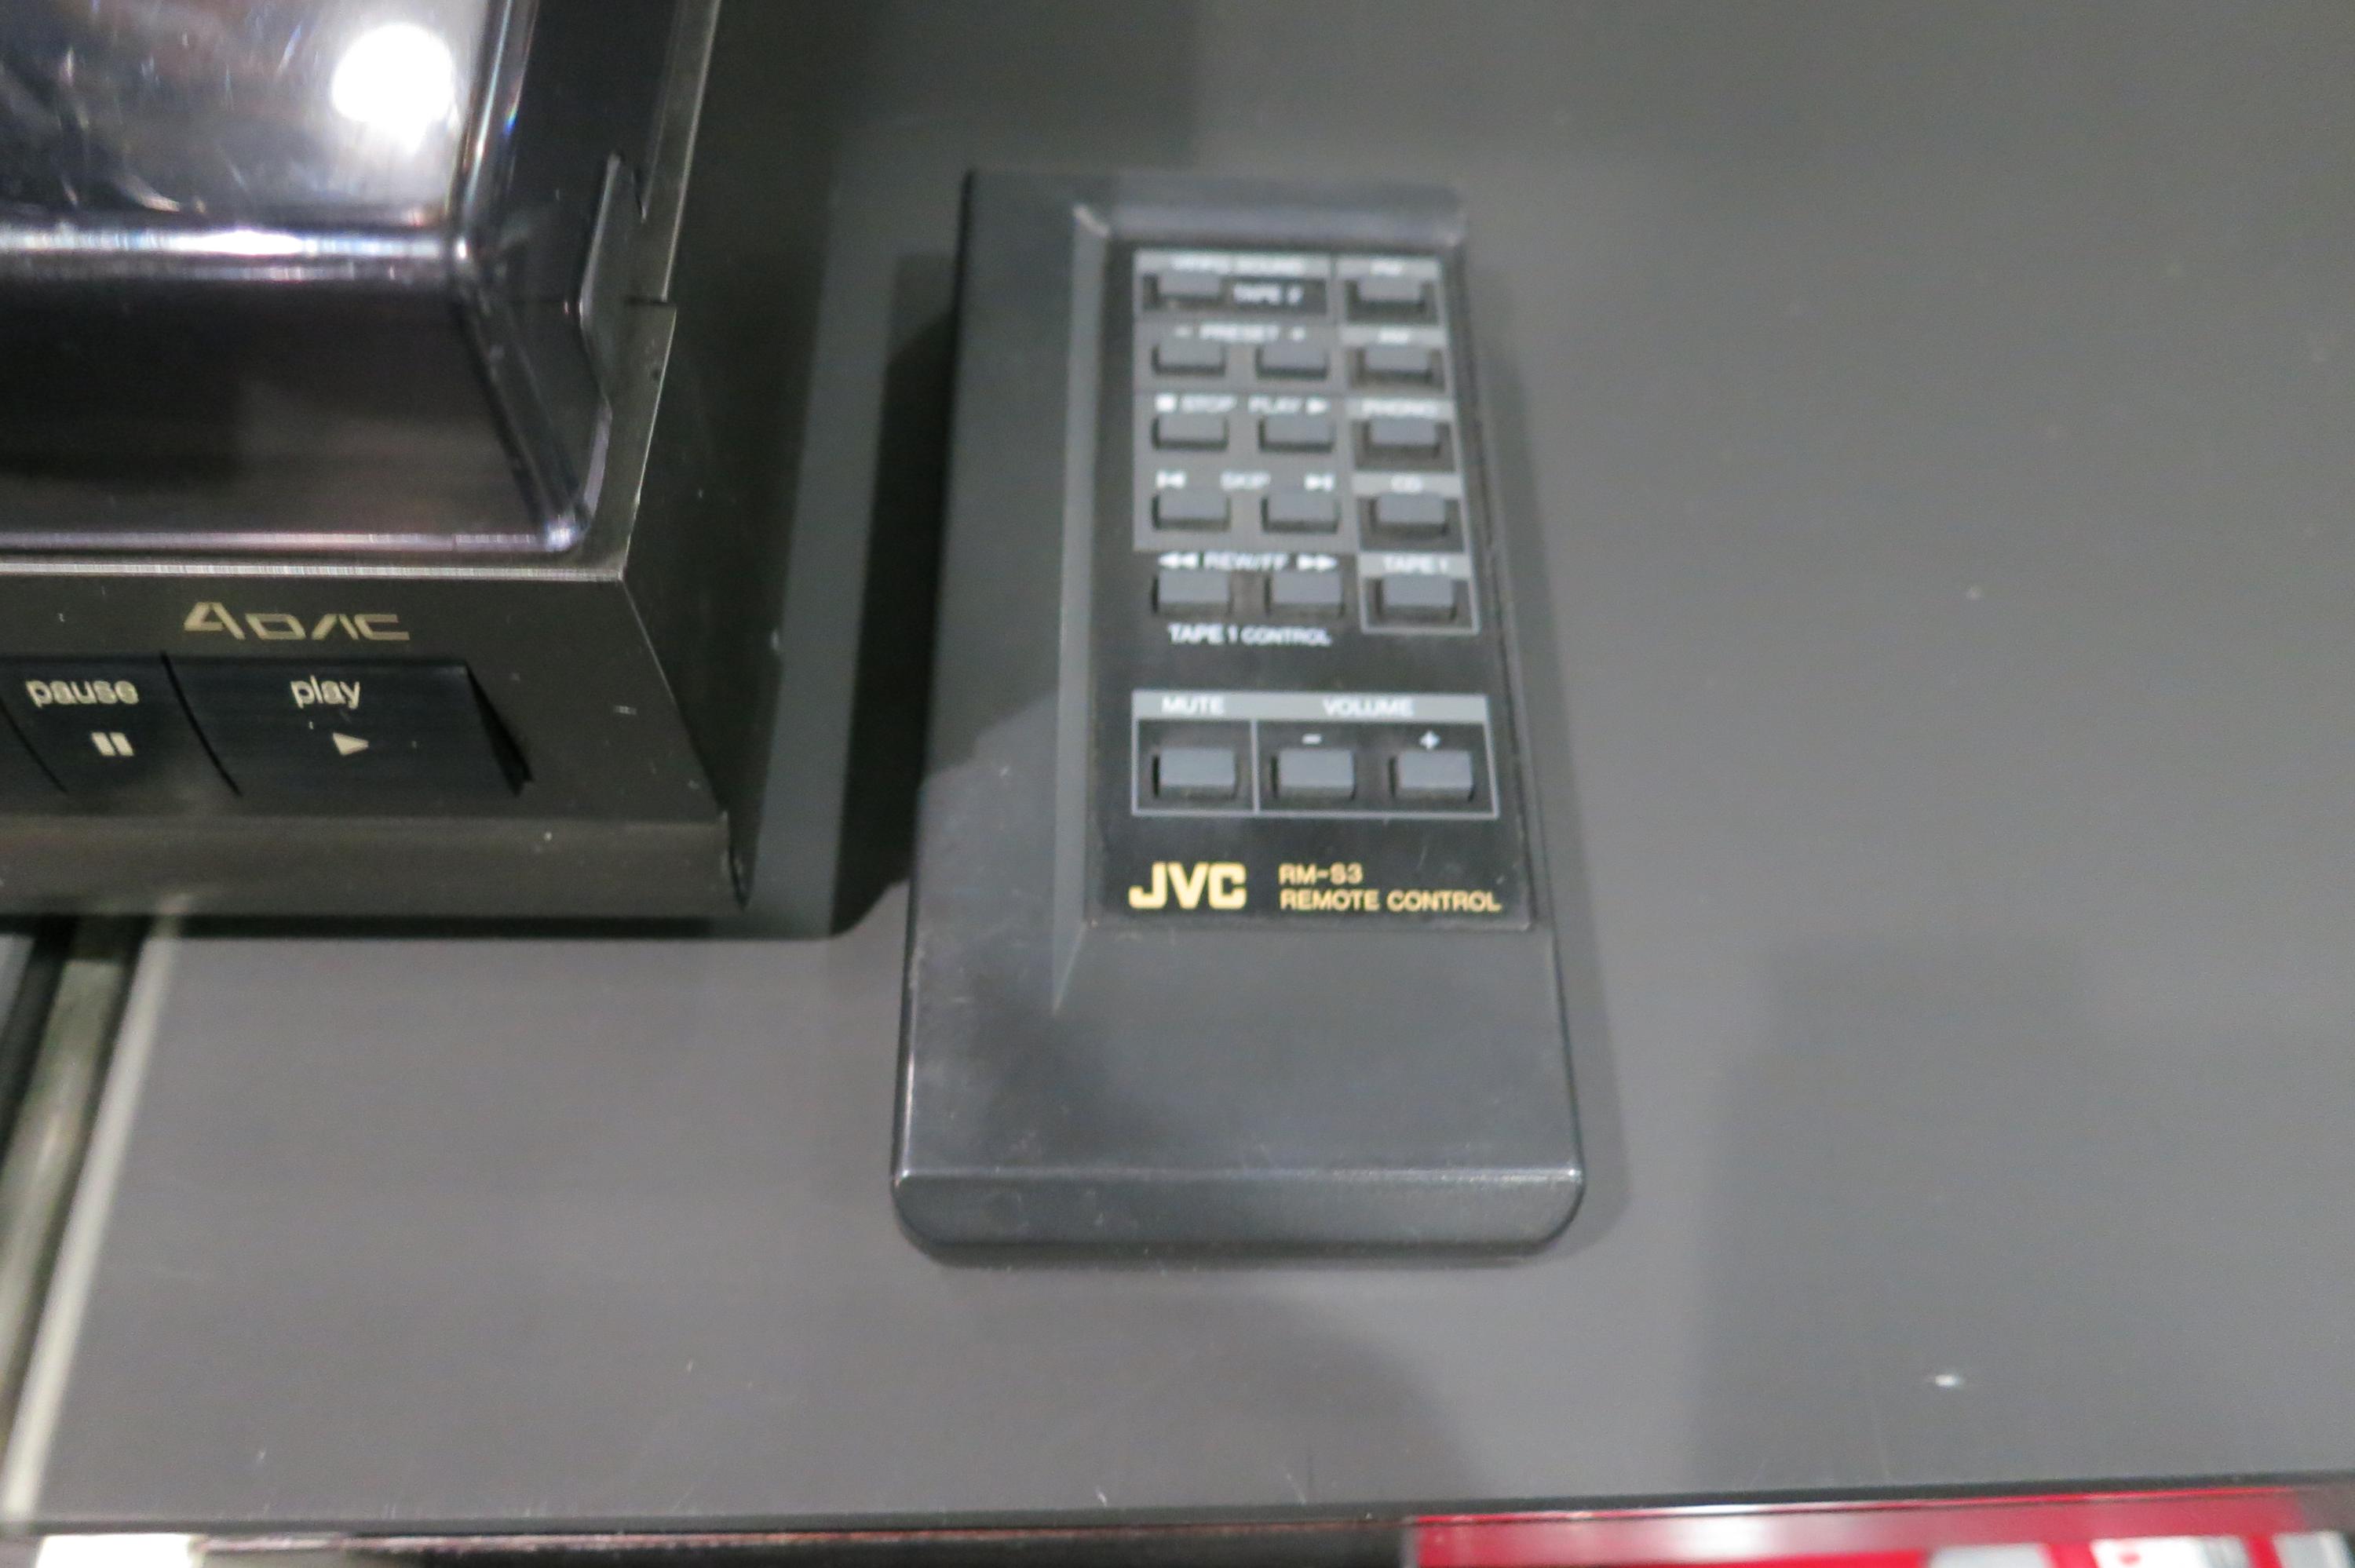 4DAC
pause
play
TAPE 2
− PRESET +
■ STOP PLAY ▶
PHONO
SKIP
CD
◀◀ REW/FF ▶▶
TAPE 1
TAPE 1 CONTROL
MUTE
VOLUME
− +
JVC
RM-S3
REMOTE CONTROL